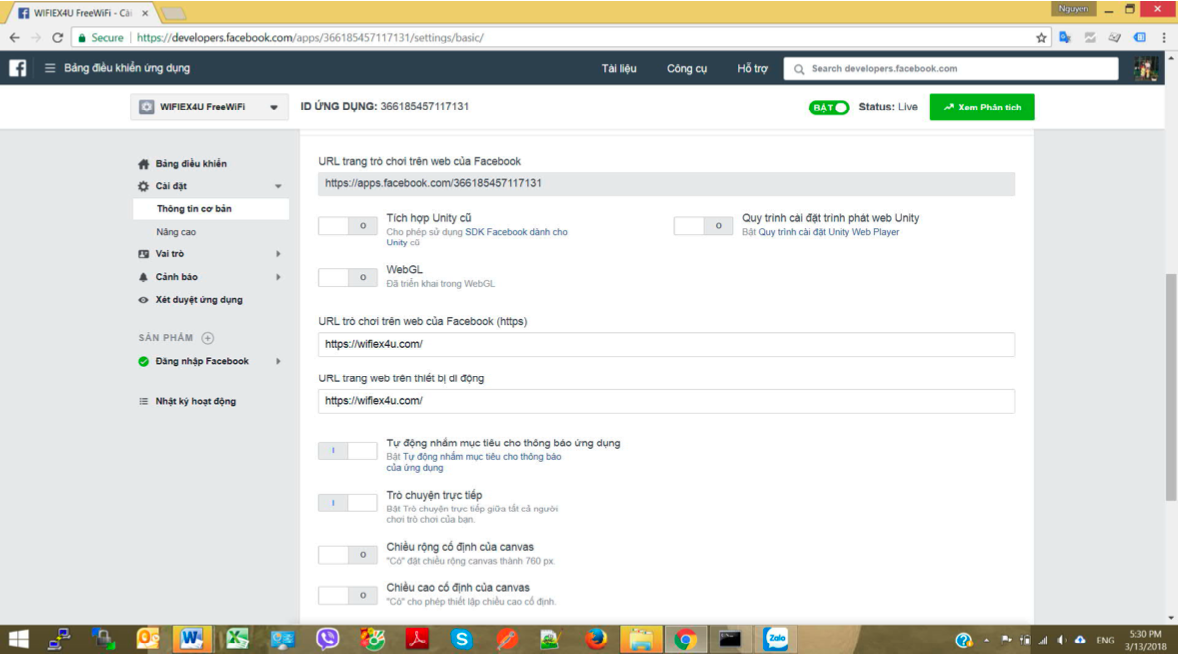 WIFIEX4U FreeWiFi - Cài
Nguyen
Secure
https://developers.facebook.com/apps/366185457117131/settings/basic/
Bảng điều khiển ứng dụng
Tài liệu
Công cụ
Hỗ trợ
Search developers.facebook.com
WIFIEX4U FreeWiFi
ID ỨNG DỤNG: 366185457117131
BẬT
Status: Live
Xem Phân tích
Bảng điều khiển
Cài đặt
Thông tin cơ bản
Nâng cao
Vai trò
Cảnh báo
Xét duyệt ứng dụng
SẢN PHẨM
Đăng nhập Facebook
Nhật ký hoạt động
URL trang trò chơi trên web của Facebook
https://apps.facebook.com/366185457117131
Tích hợp Unity cũ
Cho phép sử dụng SDK Facebook dành cho
Unity cũ
Quy trình cài đặt trình phát web Unity
Bật Quy trình cài đặt Unity Web Player
WebGL
Đã triển khai trong WebGL
URL trò chơi trên web của Facebook (https)
https://wifiex4u.com/
URL trang web trên thiết bị di động
https://wifiex4u.com/
Tự động nhắm mục tiêu cho thông báo ứng dụng
Bật Tự động nhắm mục tiêu cho thông báo
của ứng dụng
Trò chuyện trực tiếp
Bật Trò chuyện trực tiếp giữa tất cả người
chơi trò chơi của bạn.
Chiều rộng cố định của canvas
"Có" đặt chiều rộng canvas thành 760 px.
Chiều cao cố định của canvas
"Có" cho phép thiết lập chiều cao cố định.
Zalo
ENG
5:30 PM
3/13/2018